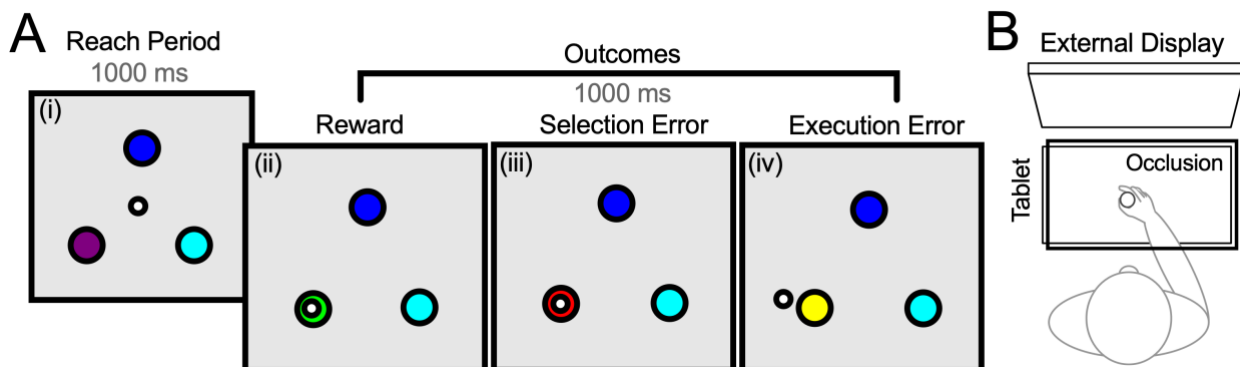 A
Reach Period
1000 ms
(i)
Outcomes
1000 ms
Reward
(ii)
Selection Error
(iii)
Execution Error
(iv)
B
External Display
Tablet
Occlusion